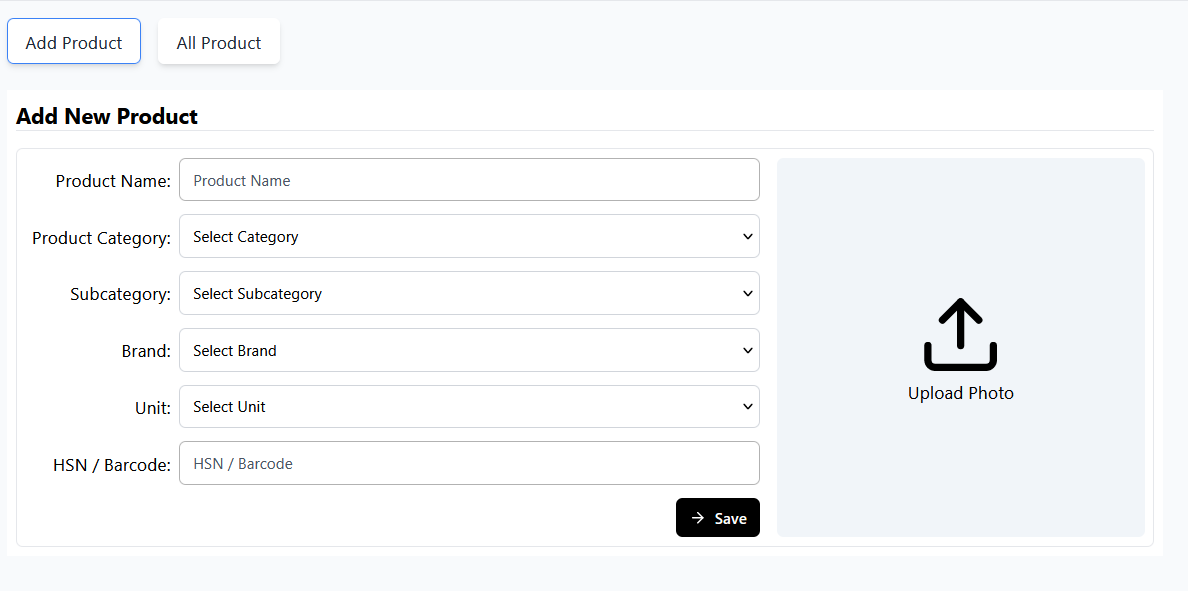 Add Product
All Product
Add New Product
Product Name: Product Name
Product Category: Select Category
Subcategory: Select Subcategory
Brand: Select Brand
Unit: Select Unit
HSN / Barcode: HSN / Barcode
Save
Upload Photo